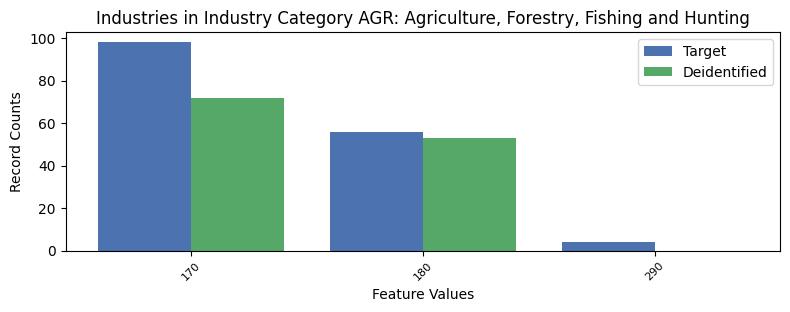 Industries in Industry Category AGR: Agriculture, Forestry, Fishing and Hunting
Record Counts
100
80
60
40
20
0
Target
Deidentified
170
180
290
Feature Values